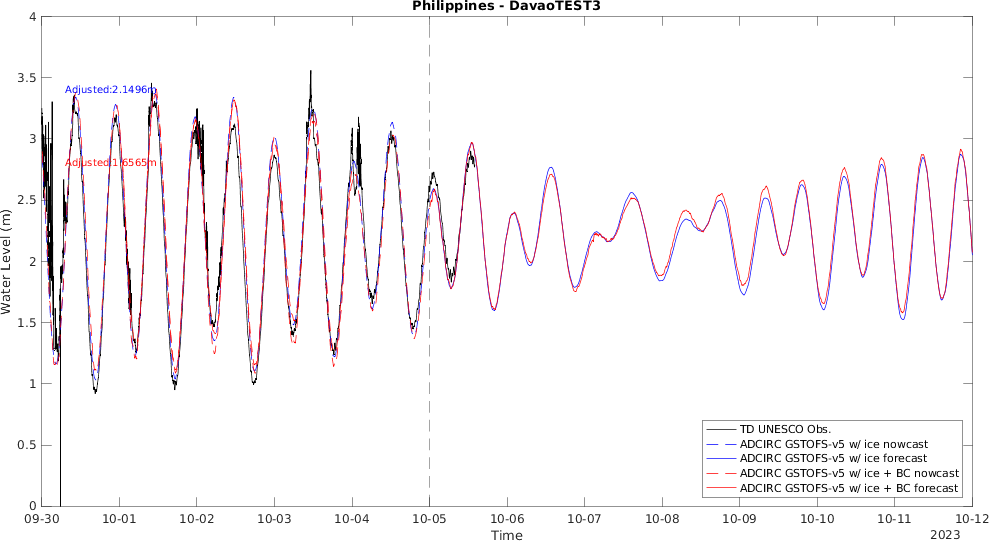 Philippines - DavaoTEST3
Water Level (m)
4
3.5
3
2.5
2
1.5
1
0.5
0
Adjusted:2.1496m
Adjusted:1.6565m
TD UNESCO Obs.
ADCIRC GSTOFS-v5 w/ ice nowcast
ADCIRC GSTOFS-v5 w/ ice forecast
ADCIRC GSTOFS-v5 w/ ice + BC nowcast
ADCIRC GSTOFS-v5 w/ ice + BC forecast
09-30 10-01 10-02 10-03 10-04 10-05 10-06 10-07 10-08 10-09 10-10 10-11 10-12
Time
2023